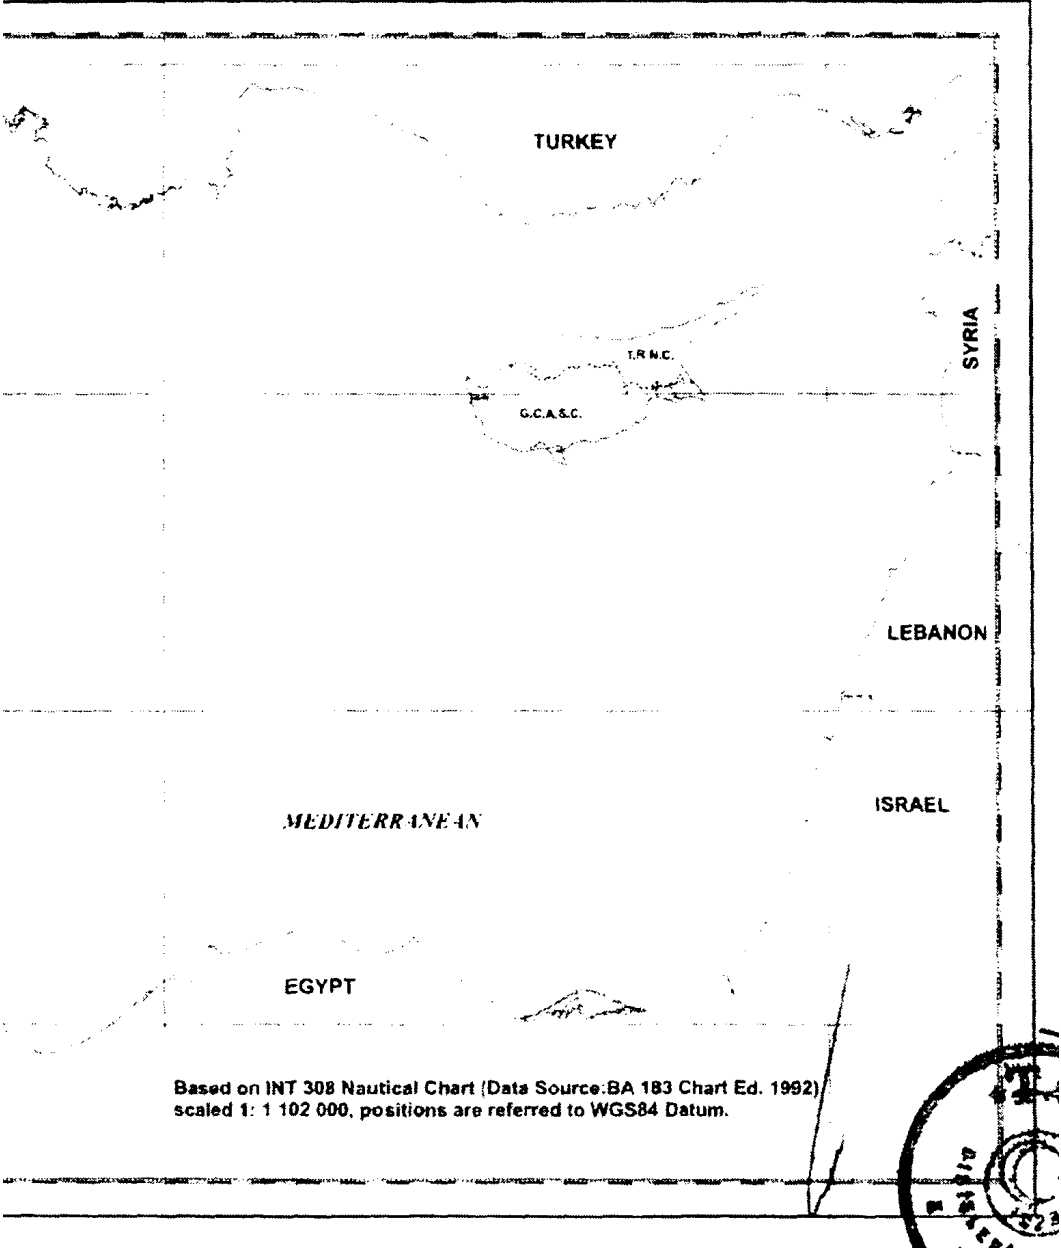 TURKEY
SYRIA
T.R.N.C.
G.C.A.S.C.
LEBANON
ISRAEL
MEDITERRANEAN
EGYPT
Based on INT 308 Nautical Chart (Data Source:BA 183 Chart Ed. 1992)
scaled 1: 1 102 000, positions are referred to WGS84 Datum.